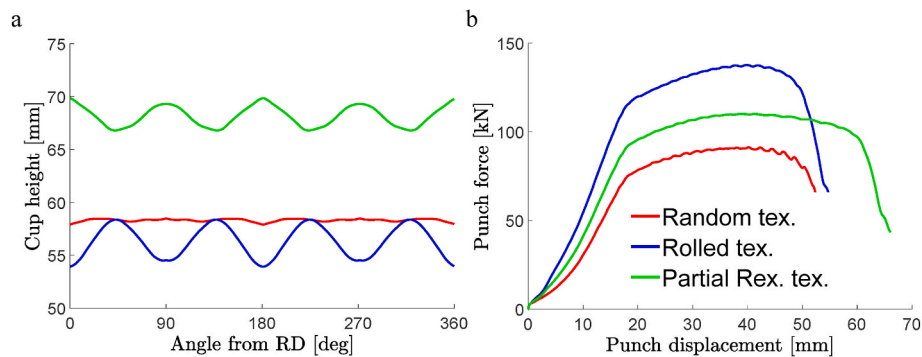 a
75
70
65
60
55
50
Cup height [mm]
0 90 180 270 360
Angle from RD [deg]
b
150
100
50
0
Punch force [kN]
Random tex.
Rolled tex.
Partial Rex. tex.
0 10 20 30 40 50 60 70
Punch displacement [mm]